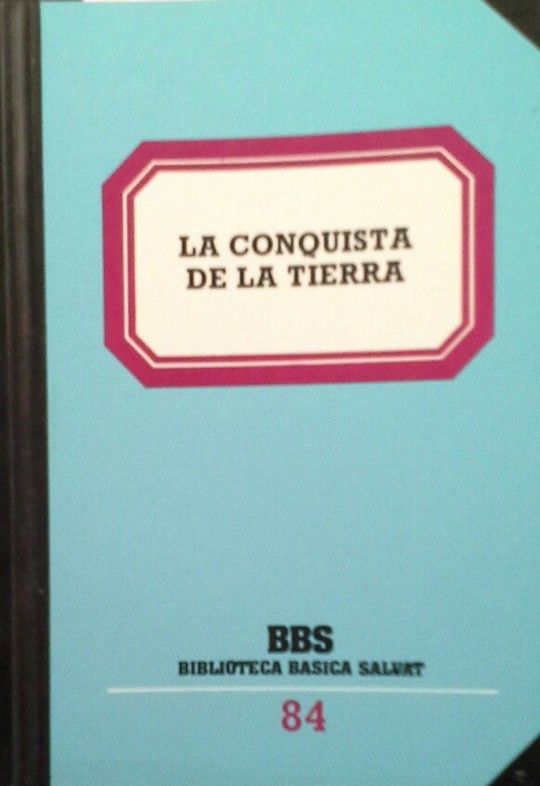 LA CONQUISTA
DE LA TIERRA
BBS
BIBLIOTECA BASICA SALVAT
84